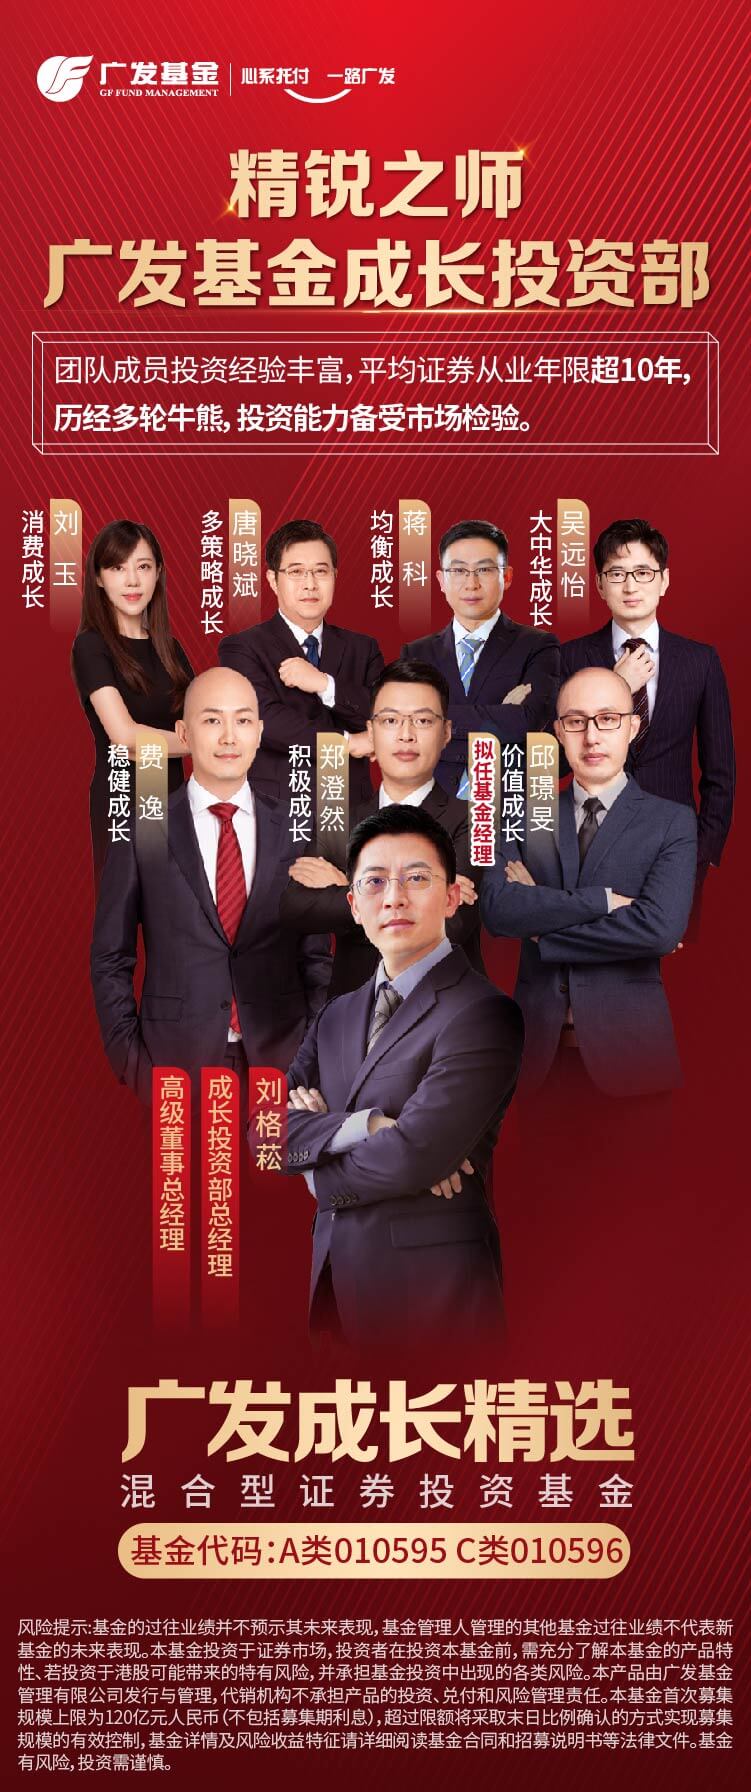 广发基金
GF FUND MANAGEMENT
心系托付 一路广发
精锐之师
广发基金成长投资部
团队成员投资经验丰富，平均证券从业年限超10年，
历经多轮牛熊，投资能力备受市场检验。
刘玉
消费成长
唐晓斌
多策略成长
蒋科
均衡成长
吴远怡
大中华成长
费逸
稳健成长
郑澄然
积极成长
邱璟旻
价值成长
拟任基金经理
刘格菘
成长投资部总经理
高级董事总经理
广发成长精选
混合型证券投资基金
基金代码：A类010595 C类010596
风险提示：基金的过往业绩并不预示其未来表现，基金管理人管理的其他基金过往业绩不代表新
基金的未来表现。本基金投资于证券市场，投资者在投资本基金前，需充分了解本基金的产品特
性、若投资于港股可能带来的特有风险，并承担基金投资中出现的各类风险。本产品由广发基金
管理有限公司发行与管理，代销机构不承担产品的投资、兑付和风险管理责任。本基金首次募集
规模上限为120亿元人民币（不包括募集期利息），超过限额将采取末日比例确认的方式实现募集
规模的有效控制，基金详情及风险收益特征请详细阅读基金合同和招募说明书等法律文件。基金
有风险，投资需谨慎。